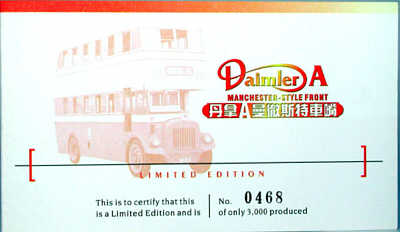 Daimler A
MANCHESTER-STYLE FRONT
丹拿A曼徹斯特車頭
LIMITED EDITION
This is to certify that this
is a Limited Edition and is
No. 0468
of only 3,000 produced